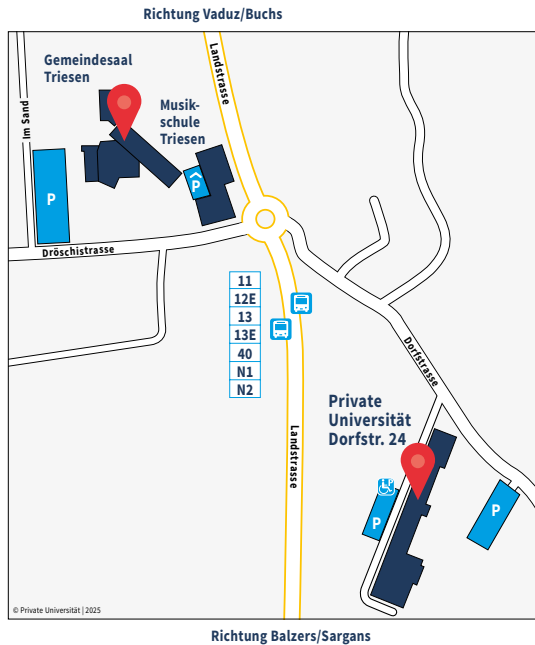 Richtung Vaduz/Buchs
Gemeindesaal
Triesen
Landstrasse
Im Sand
Musik-
schule
Triesen
P
P
Dröschistrasse
11
12E
13
13E
40
N1
N2
Dorfstrasse
Landstrasse
Private
Universität
Dorfstr. 24
P
P
P
© Private Universität | 2025
Richtung Balzers/Sargans